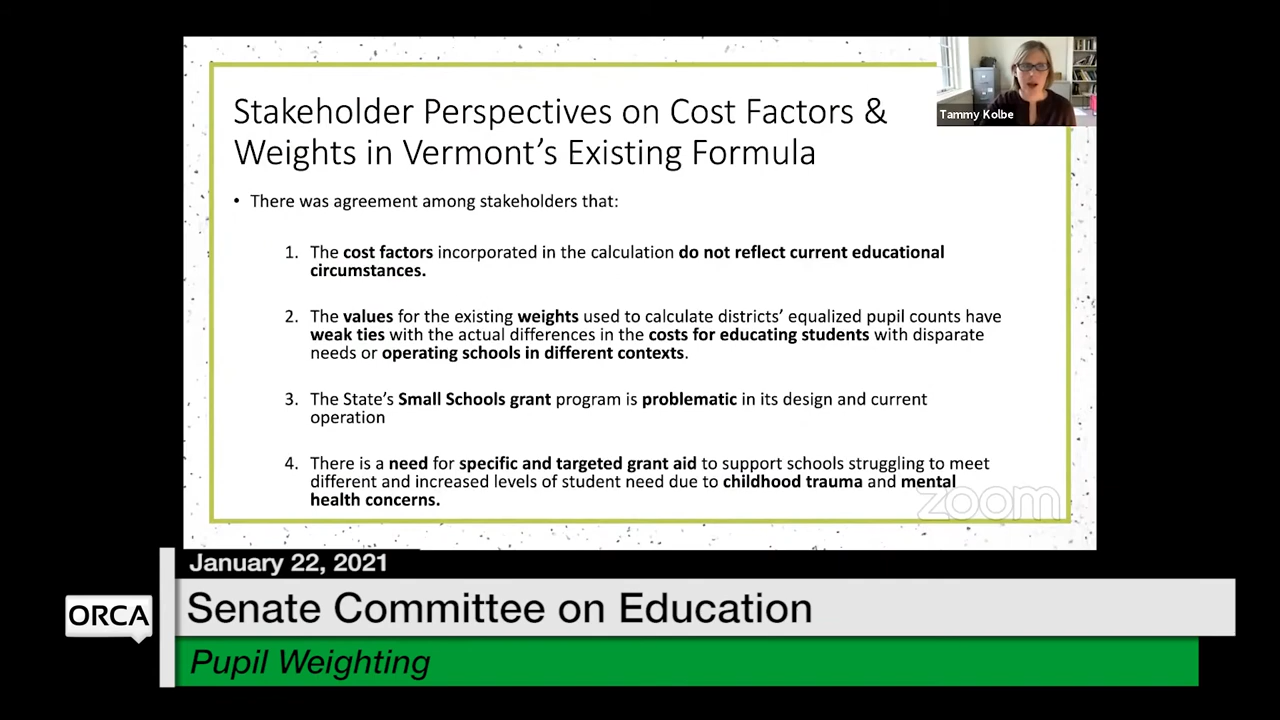 Stakeholder Perspectives on Cost Factors &
Weights in Vermont's Existing Formula
Tammy Kolbe
• There was agreement among stakeholders that:
1. The cost factors incorporated in the calculation do not reflect current educational
circumstances.
2. The values for the existing weights used to calculate districts' equalized pupil counts have
weak ties with the actual differences in the costs for educating students with disparate
needs or operating schools in different contexts.
3. The State's Small Schools grant program is problematic in its design and current
operation
4. There is a need for specific and targeted grant aid to support schools struggling to meet
different and increased levels of student need due to childhood trauma and mental
health concerns.
zoom
January 22, 2021
ORCA
Senate Committee on Education
Pupil Weighting